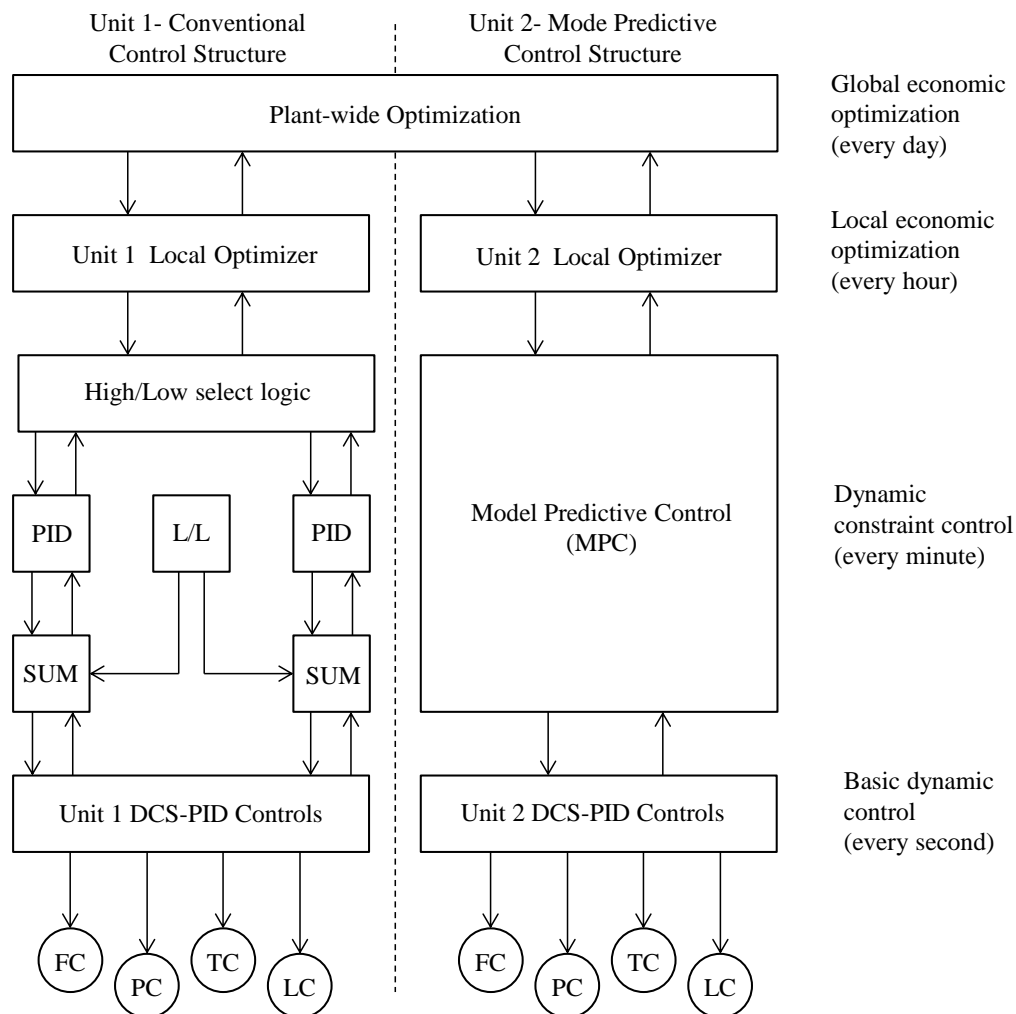 Unit 1- Conventional
Control Structure
Unit 2- Mode Predictive
Control Structure
Plant-wide Optimization
Global economic
optimization
(every day)
Unit 1 Local Optimizer
Unit 2 Local Optimizer
Local economic
optimization
(every hour)
High/Low select logic
PID
L/L
PID
Model Predictive Control
(MPC)
Dynamic
constraint control
(every minute)
SUM
SUM
Unit 1 DCS-PID Controls
Unit 2 DCS-PID Controls
Basic dynamic
control
(every second)
FC
PC
TC
LC
FC
PC
TC
LC